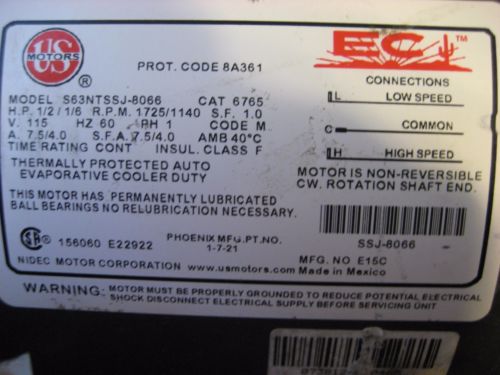 US
MOTORS
®
EC™
PROT. CODE 8A361
MODEL S63NTSSJ-8066 CAT 6765
H.P. 1/2 / 1/6 R.P.M. 1725/1140 S.F. 1.0
V. 115 HZ 60 PH 1 CODE M
A. 7.5/4.0 S.F.A. 7.5/4.0 AMB 40°C
TIME RATING CONT INSUL. CLASS F
THERMALLY PROTECTED AUTO
EVAPORATIVE COOLER DUTY
THIS MOTOR HAS PERMANENTLY LUBRICATED
BALL BEARINGS NO RELUBRICATION NECESSARY.
CONNECTIONS
L LOW SPEED
C COMMON
H HIGH SPEED
MOTOR IS NON-REVERSIBLE
CW. ROTATION SHAFT END.
SSJ-8066
156060 E22922
PHOENIX MFG.PT.NO.
1-7-21
MFG. NO E15C
NIDEC MOTOR CORPORATION www.usmotors.com Made in Mexico
WARNING: MOTOR MUST BE PROPERLY GROUNDED TO REDUCE POTENTIAL ELECTRICAL
SHOCK DISCONNECT ELECTRICAL SUPPLY BEFORE SERVICING UNIT